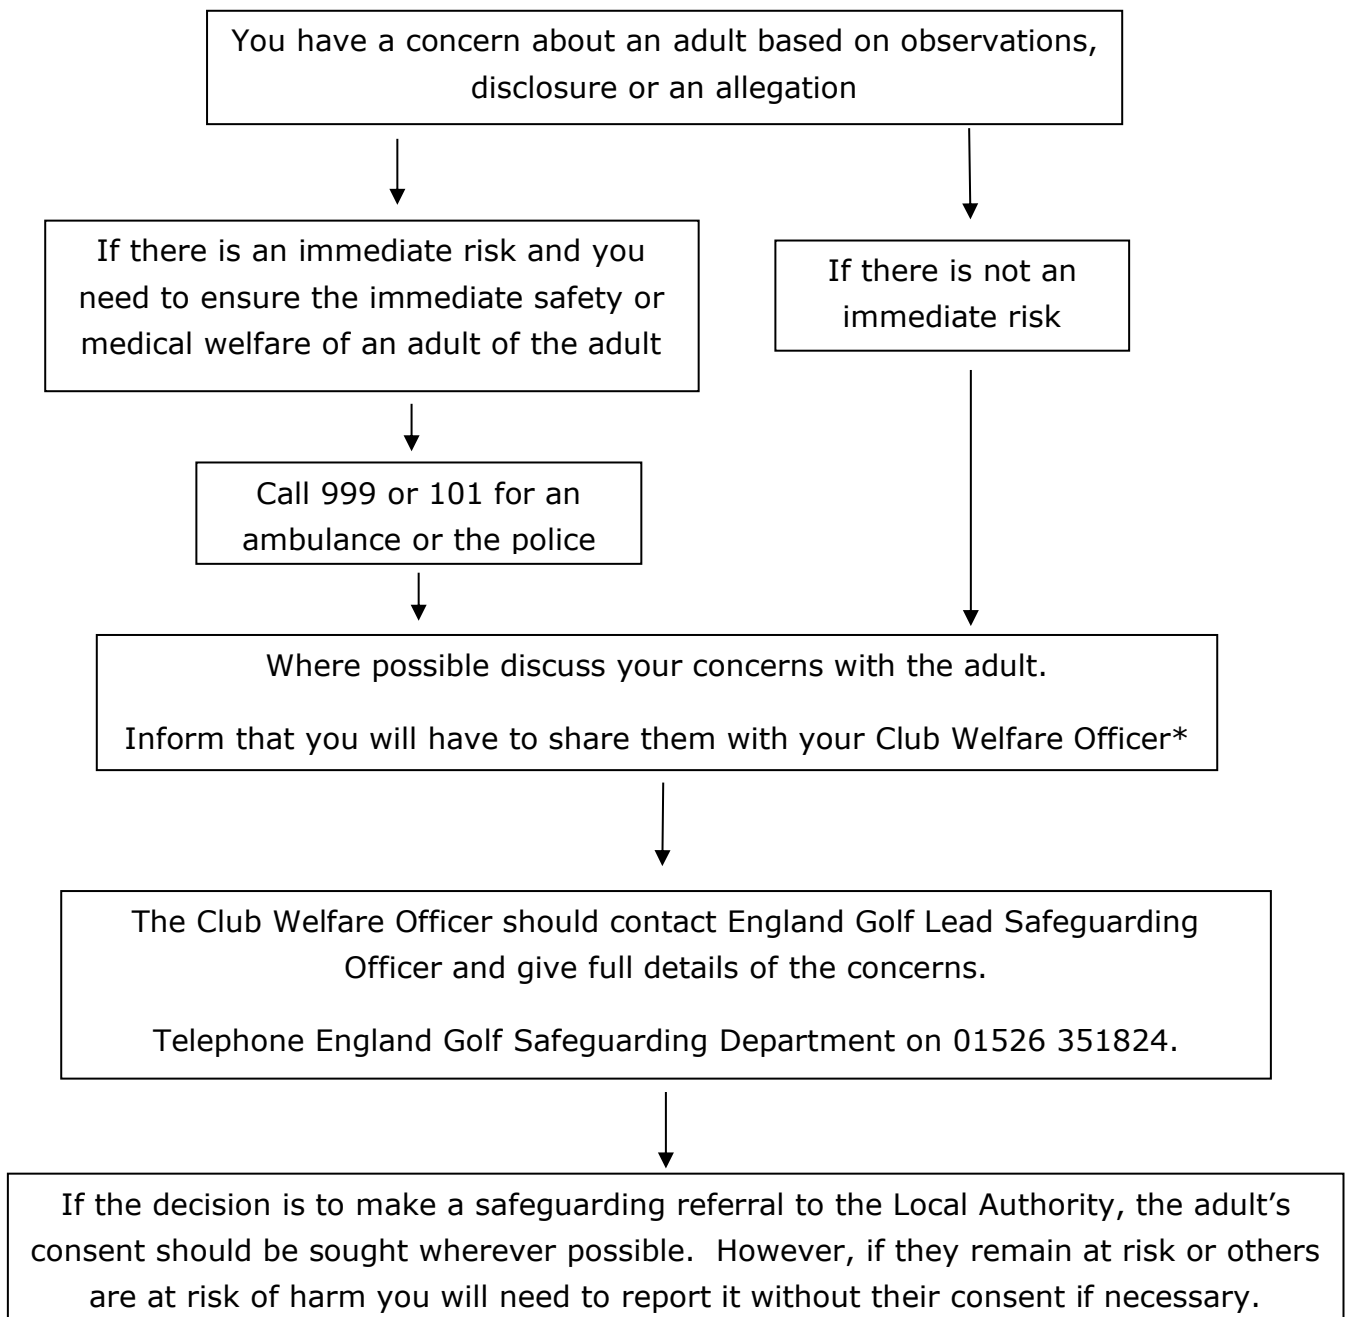 You have a concern about an adult based on observations,
disclosure or an allegation
If there is an immediate risk and you
need to ensure the immediate safety or
medical welfare of an adult of the adult
If there is not an
immediate risk
Call 999 or 101 for an
ambulance or the police
Where possible discuss your concerns with the adult.
Inform that you will have to share them with your Club Welfare Officer*
The Club Welfare Officer should contact England Golf Lead Safeguarding
Officer and give full details of the concerns.
Telephone England Golf Safeguarding Department on 01526 351824.
If the decision is to make a safeguarding referral to the Local Authority, the adult’s
consent should be sought wherever possible.  However, if they remain at risk or others
are at risk of harm you will need to report it without their consent if necessary.